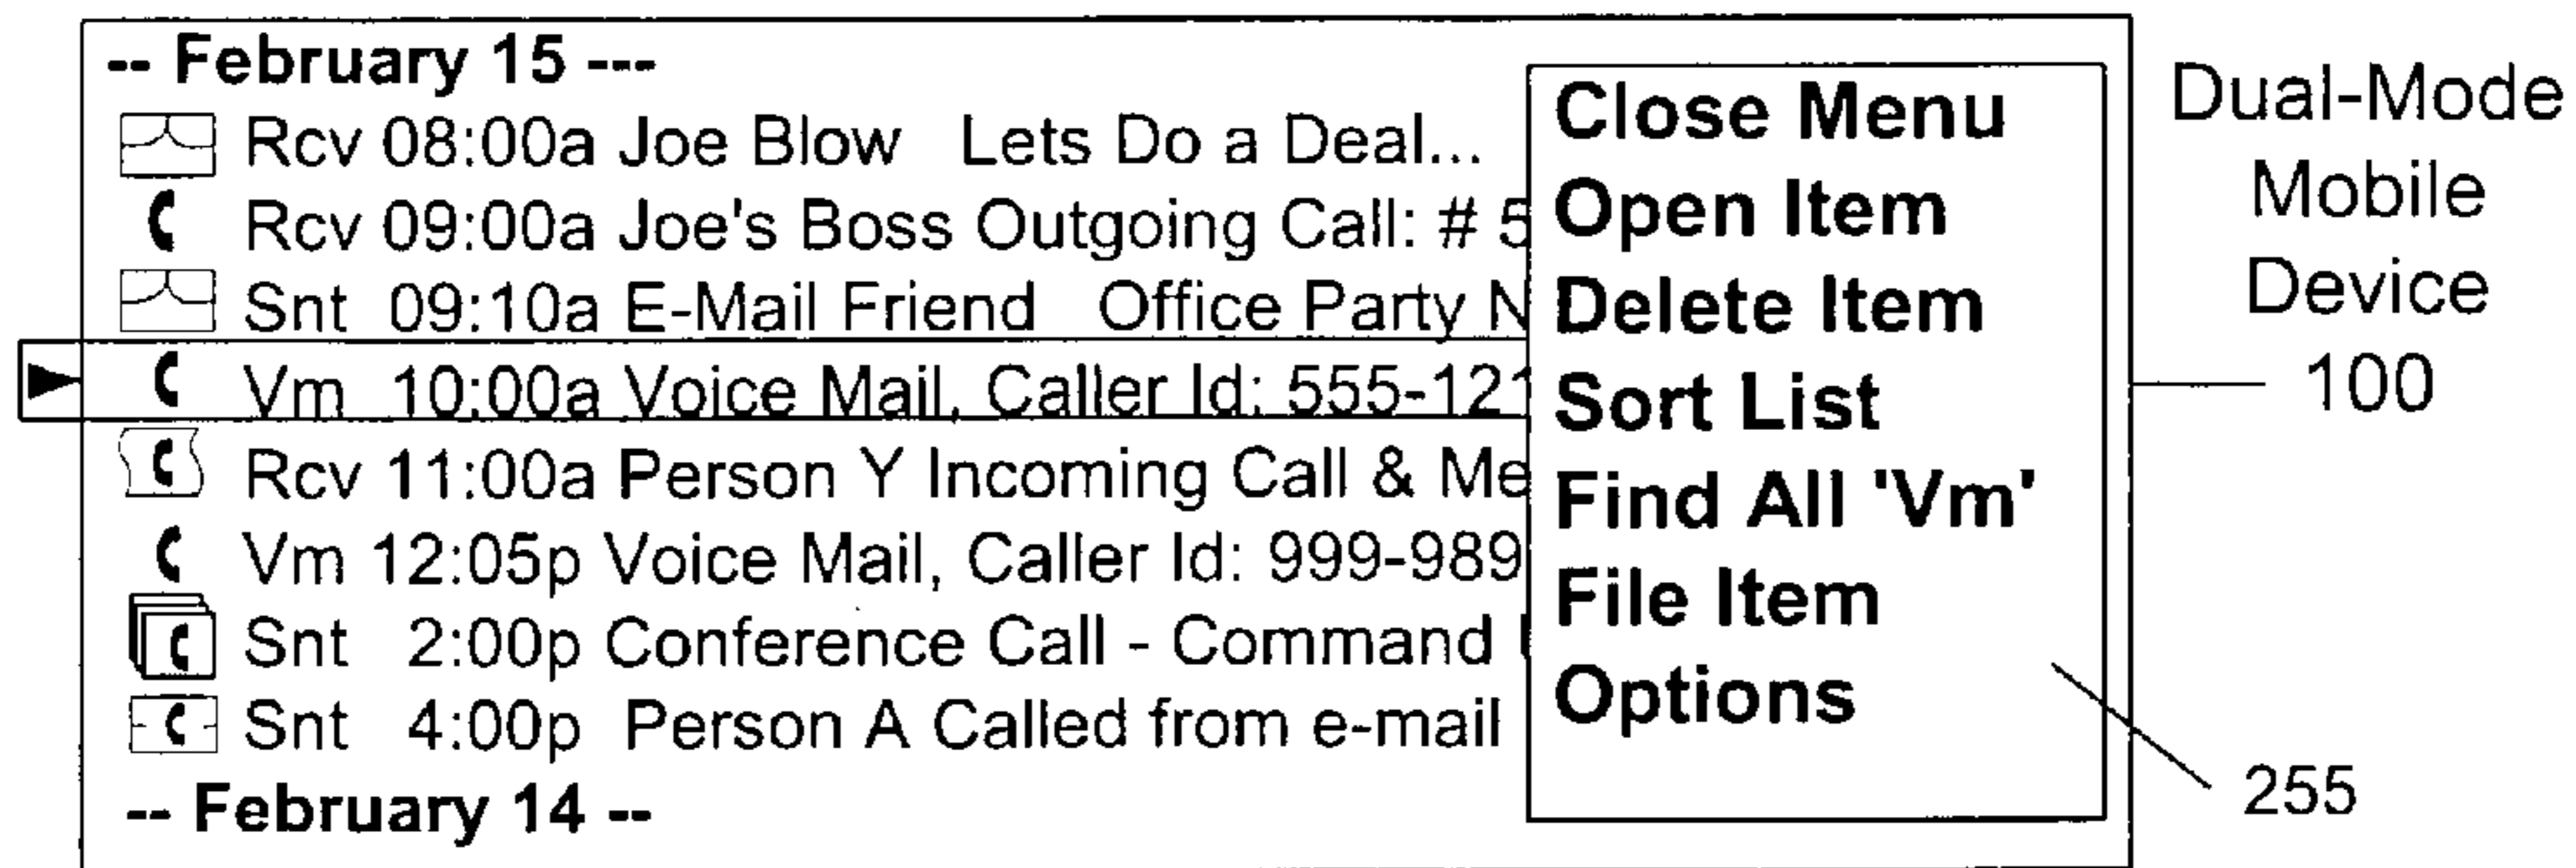 -- February 15 ---
Rcv 08:00a Joe Blow Lets Do a Deal...
Rcv 09:00a Joe's Boss Outgoing Call: # 5
Snt 09:10a E-Mail Friend Office Party N
Vm 10:00a Voice Mail, Caller Id: 555-121
Rcv 11:00a Person Y Incoming Call & Me
Vm 12:05p Voice Mail, Caller Id: 999-989
Snt 2:00p Conference Call - Command
Snt 4:00p Person A Called from e-mail
-- February 14 --
Close Menu
Open Item
Delete Item
Sort List
Find All 'Vm'
File Item
Options
Dual-Mode
Mobile
Device
100
255